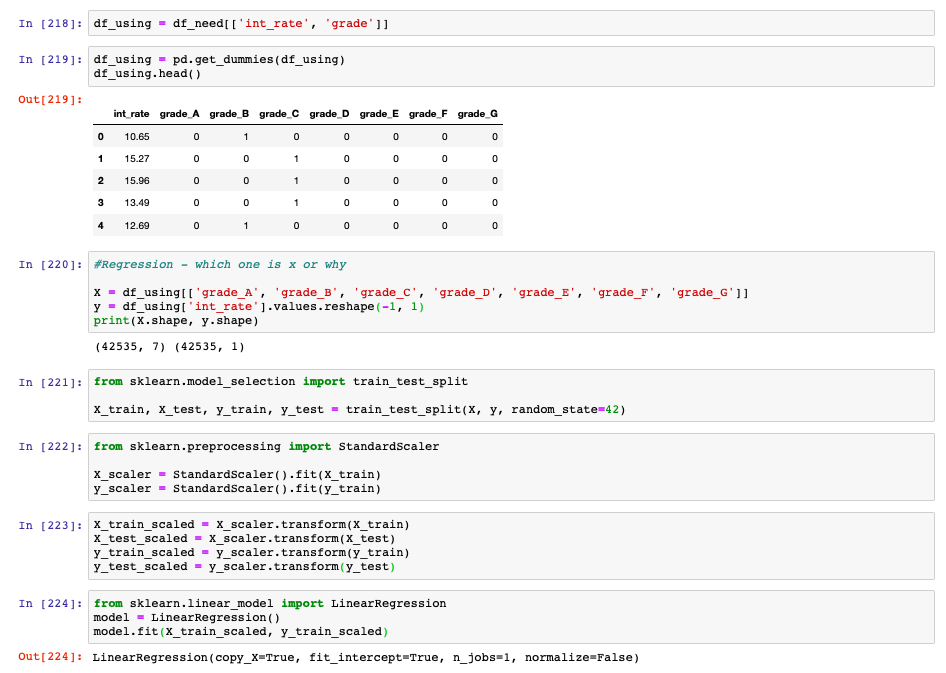 In [218]: df_using = df_need[['int_rate', 'grade']]
In [219]: df_using = pd.get_dummies(df_using)
df_using.head()
Out[219]:
int_rate grade_A grade_B grade_C grade_D grade_E grade_F grade_G
0 10.65 0 1 0 0 0 0 0
1 15.27 0 0 1 0 0 0 0
2 15.96 0 0 1 0 0 0 0
3 13.49 0 0 1 0 0 0 0
4 12.69 0 1 0 0 0 0 0
In [220]: #Regression - which one is x or why
X = df_using[['grade_A', 'grade_B', 'grade_C', 'grade_D', 'grade_E', 'grade_F', 'grade_G']]
y = df_using['int_rate'].values.reshape(-1, 1)
print(X.shape, y.shape)
(42535, 7) (42535, 1)
In [221]: from sklearn.model_selection import train_test_split
X_train, X_test, y_train, y_test = train_test_split(X, y, random_state=42)
In [222]: from sklearn.preprocessing import StandardScaler
X_scaler = StandardScaler().fit(X_train)
y_scaler = StandardScaler().fit(y_train)
In [223]: X_train_scaled = X_scaler.transform(X_train)
X_test_scaled = X_scaler.transform(X_test)
y_train_scaled = y_scaler.transform(y_train)
y_test_scaled = y_scaler.transform(y_test)
In [224]: from sklearn.linear_model import LinearRegression
model = LinearRegression()
model.fit(X_train_scaled, y_train_scaled)
Out[224]: LinearRegression(copy_X=True, fit_intercept=True, n_jobs=1, normalize=False)